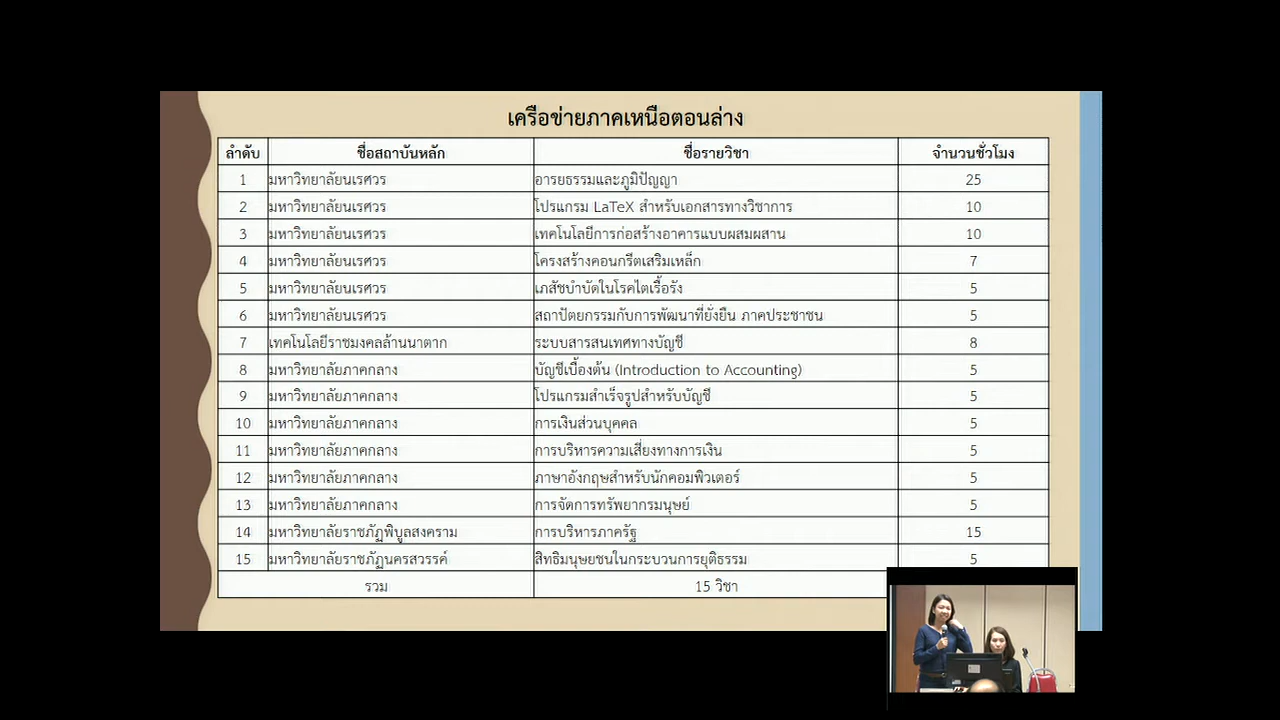 เครือข่ายภาคเหนือตอนล่าง
ลำดับ ชื่อสถาบันหลัก ชื่อรายวิชา จำนวนชั่วโมง
1 มหาวิทยาลัยนเรศวร อารยธรรมและภูมิปัญญา 25
2 มหาวิทยาลัยนเรศวร โปรแกรม LaTeX สำหรับเอกสารทางวิชาการ 10
3 มหาวิทยาลัยนเรศวร เทคโนโลยีการก่อสร้างอาคารแบบผสมผสาน 10
4 มหาวิทยาลัยนเรศวร โครงสร้างคอนกรีตเสริมเหล็ก 7
5 มหาวิทยาลัยนเรศวร เภสัชบำบัดในโรคไตเรื้อรัง 5
6 มหาวิทยาลัยนเรศวร สถาปัตยกรรมกับการพัฒนาที่ยั่งยืน ภาคประชาชน 5
7 เทคโนโลยีราชมงคลล้านนาตาก ระบบสารสนเทศทางบัญชี 8
8 มหาวิทยาลัยภาคกลาง บัญชีเบื้องต้น (Introduction to Accounting) 5
9 มหาวิทยาลัยภาคกลาง โปรแกรมสำเร็จรูปสำหรับบัญชี 5
10 มหาวิทยาลัยภาคกลาง การเงินส่วนบุคคล 5
11 มหาวิทยาลัยภาคกลาง การบริหารความเสี่ยงทางการเงิน 5
12 มหาวิทยาลัยภาคกลาง ภาษาอังกฤษสำหรับนักคอมพิวเตอร์ 5
13 มหาวิทยาลัยภาคกลาง การจัดการทรัพยากรมนุษย์ 5
14 มหาวิทยาลัยราชภัฏพิบูลสงคราม การบริหารภาครัฐ 15
15 มหาวิทยาลัยราชภัฏนครสวรรค์ สิทธิมนุษยชนในกระบวนการยุติธรรม 5
รวม 15 วิชา